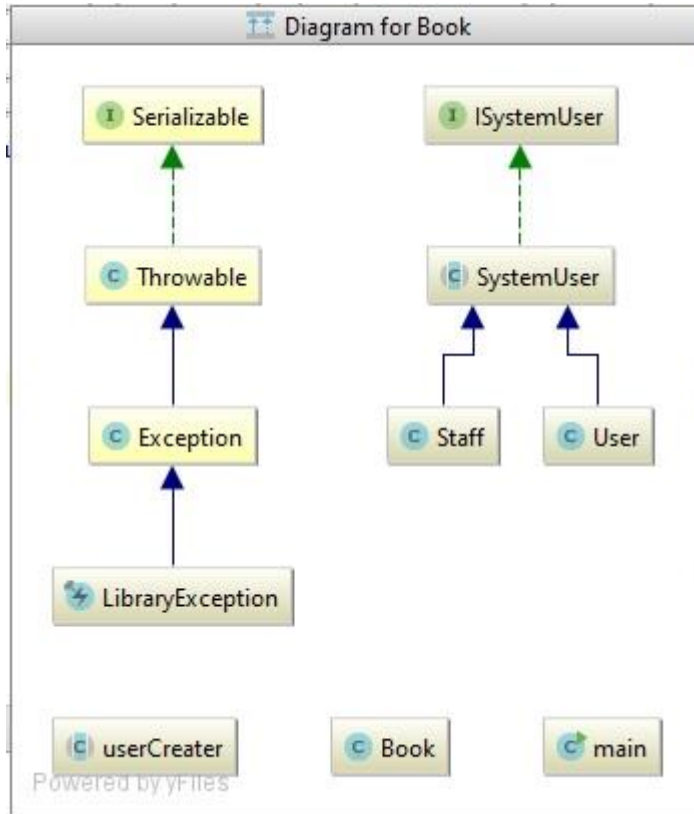 Diagram for Book
I Serializable
I ISystemUser
C Throwable
C SystemUser
C Exception
C Staff
C User
LibraryException
C userCreater
C Book
C main
Powered by yFiles